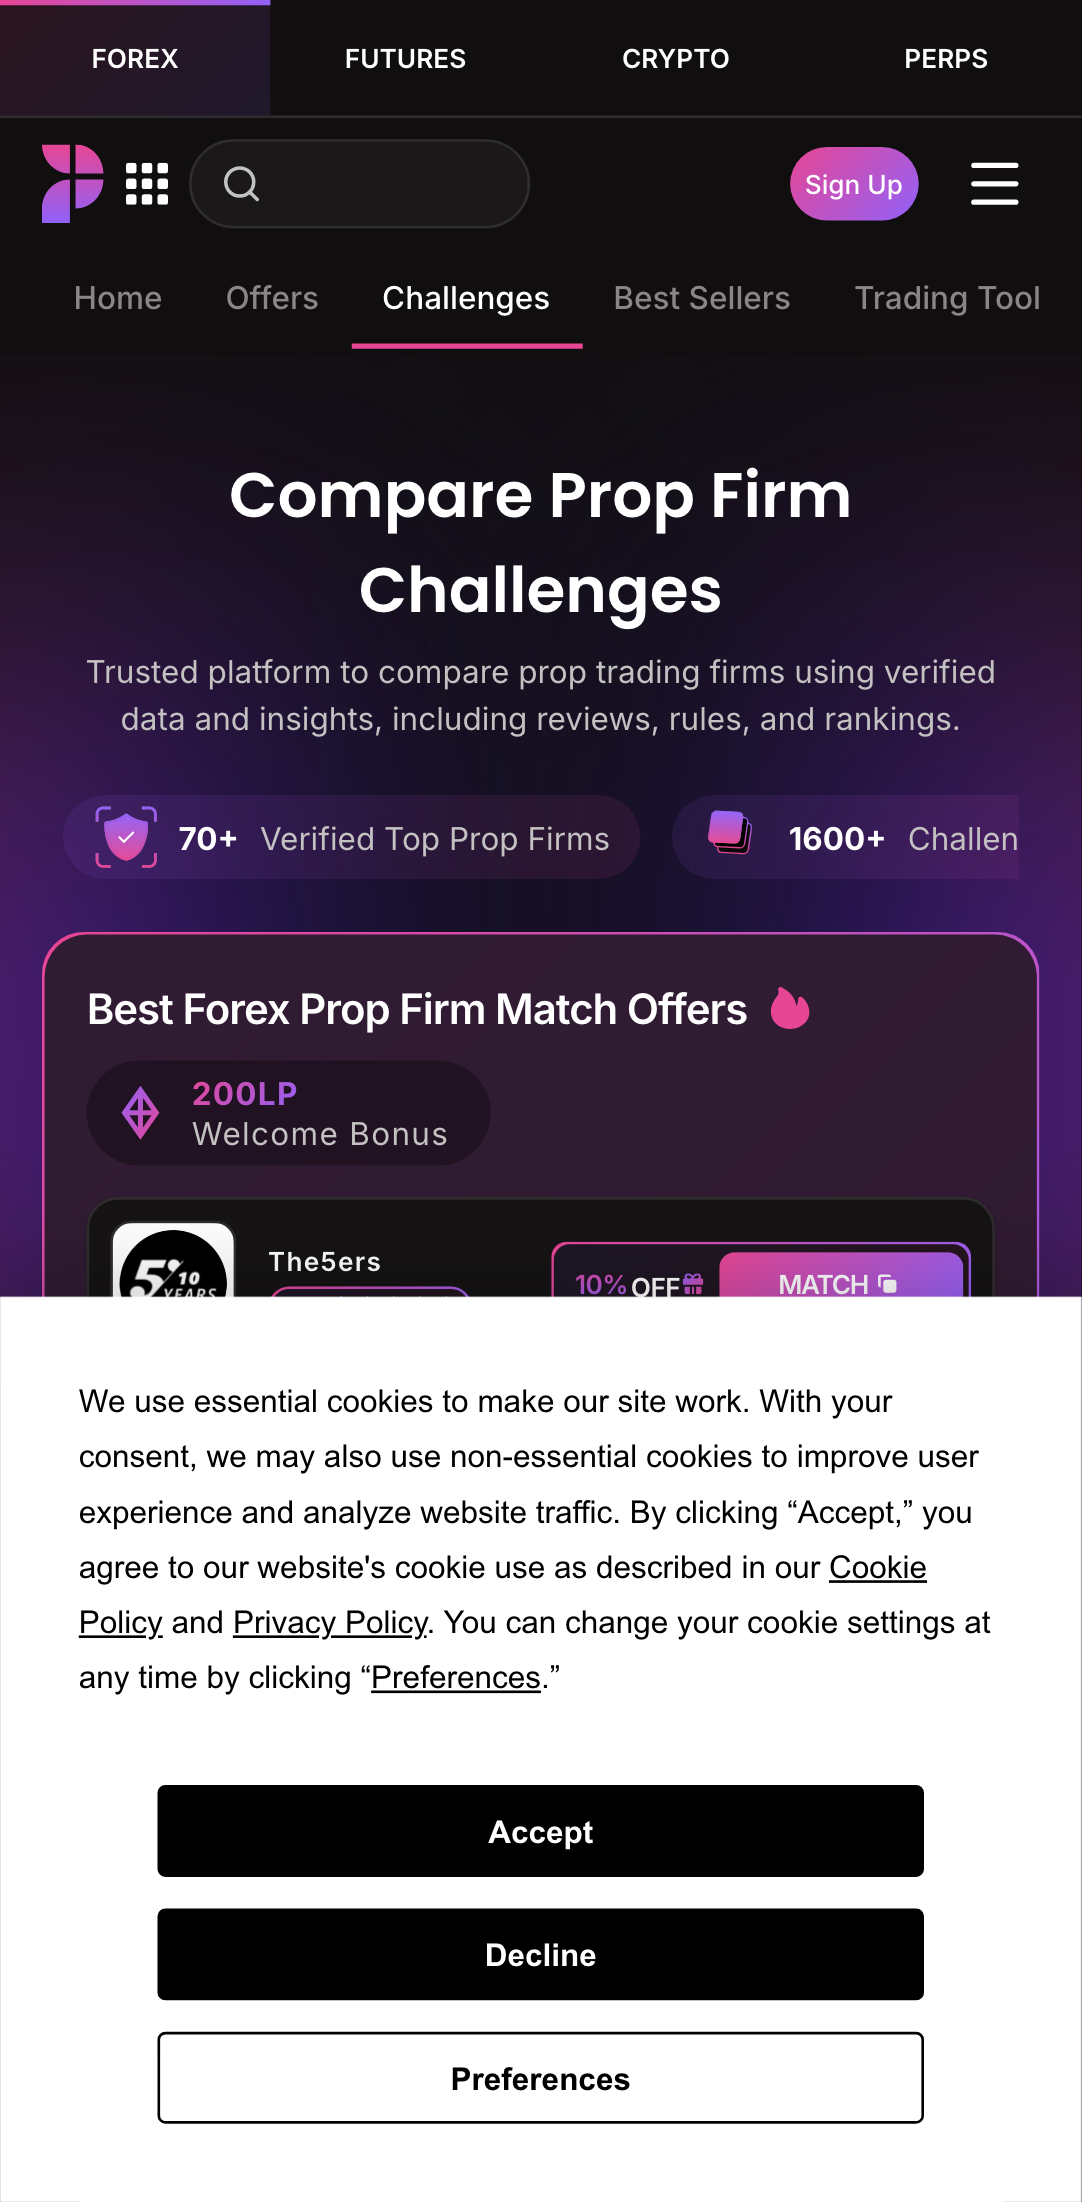 FOREX FUTURES CRYPTO PERPS
Sign Up
Home Offers Challenges Best Sellers Trading Tool
Compare Prop Firm
Challenges
Trusted platform to compare prop trading firms using verified
data and insights, including reviews, rules, and rankings.
70+ Verified Top Prop Firms 1600+ Challen
Best Forex Prop Firm Match Offers
200LP
Welcome Bonus
The5ers
5 10
YEARS
10% OFF MATCH
We use essential cookies to make our site work. With your
consent, we may also use non-essential cookies to improve user
experience and analyze website traffic. By clicking “Accept,” you
agree to our website's cookie use as described in our Cookie
Policy and Privacy Policy. You can change your cookie settings at
any time by clicking “Preferences.”
Accept
Decline
Preferences